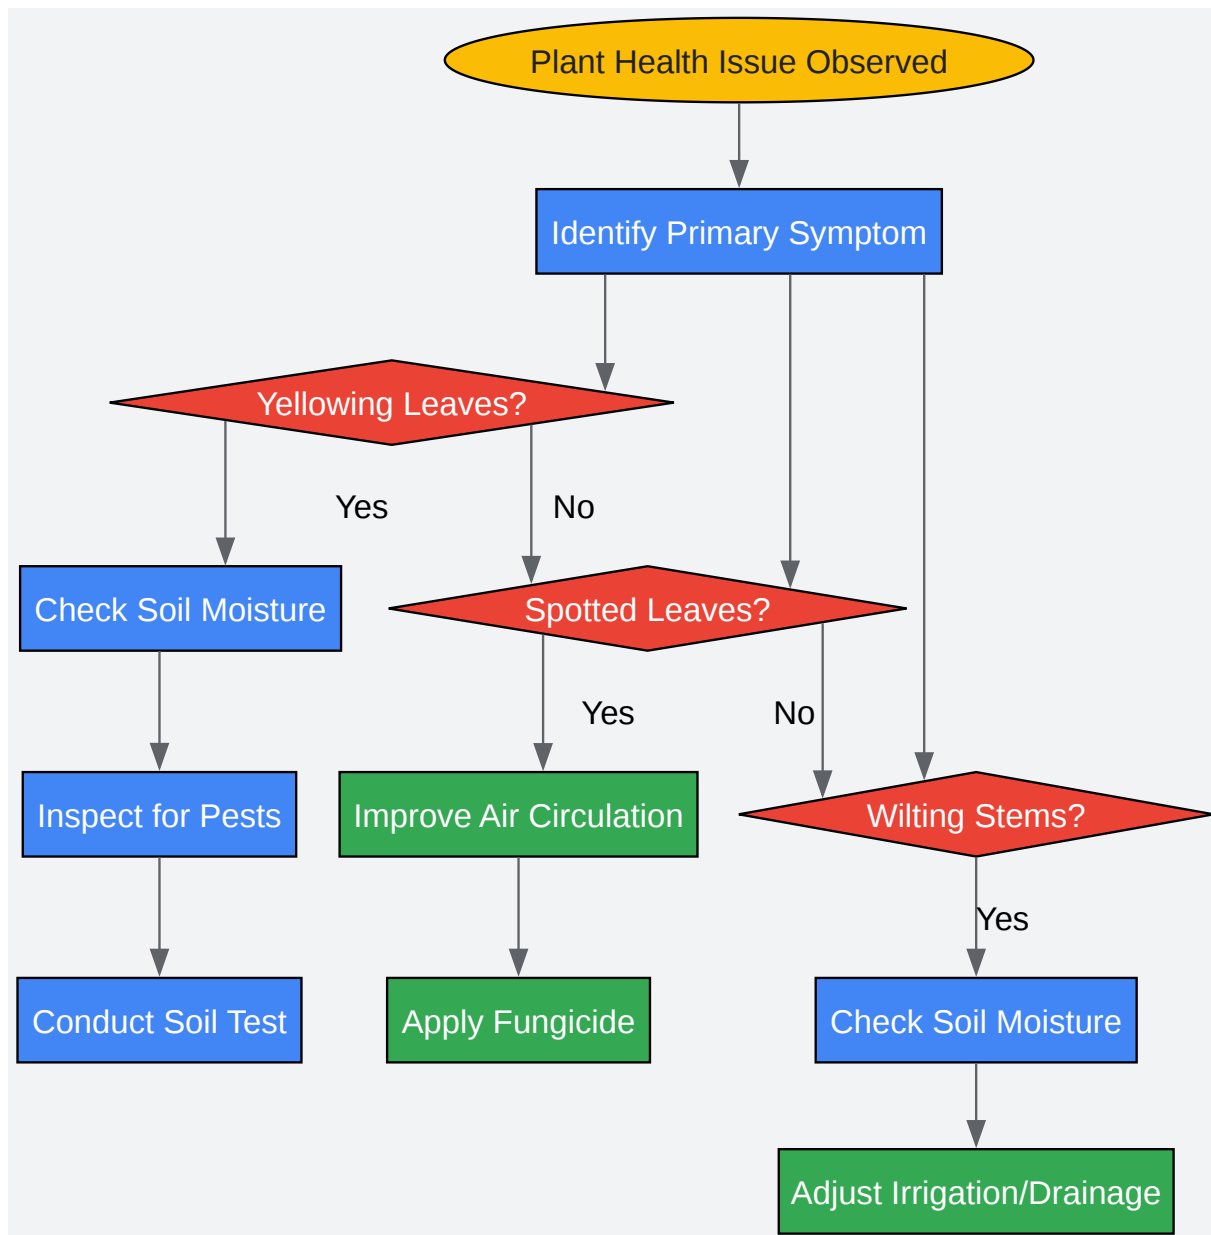 Plant Health Issue Observed
Identify Primary Symptom
Yellowing Leaves?
Yes
No
Check Soil Moisture
Spotted Leaves?
Yes
No
Inspect for Pests
Improve Air Circulation
Wilting Stems?
Yes
Conduct Soil Test
Apply Fungicide
Check Soil Moisture
Adjust Irrigation/Drainage